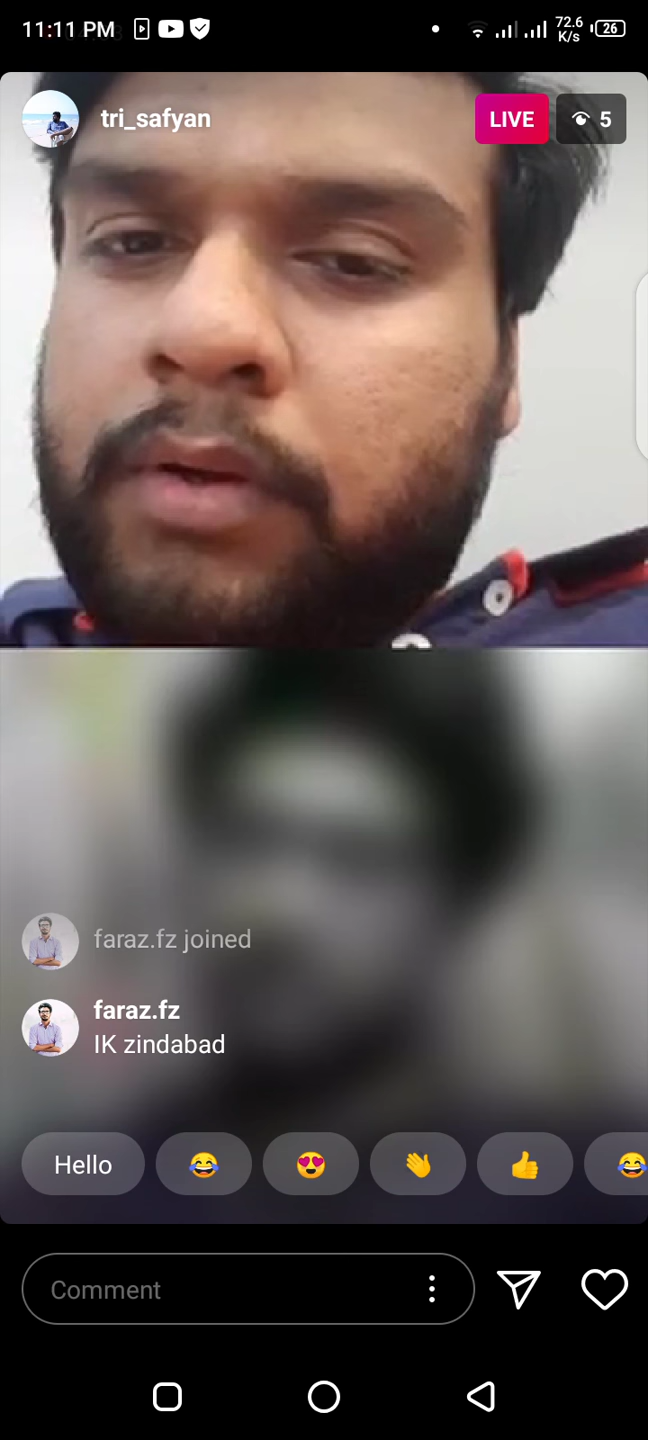 11:11 PM
72.6
K/s
26
tri_safyan
LIVE
5
faraz.fz joined
faraz.fz
IK zindabad
Hello
Comment